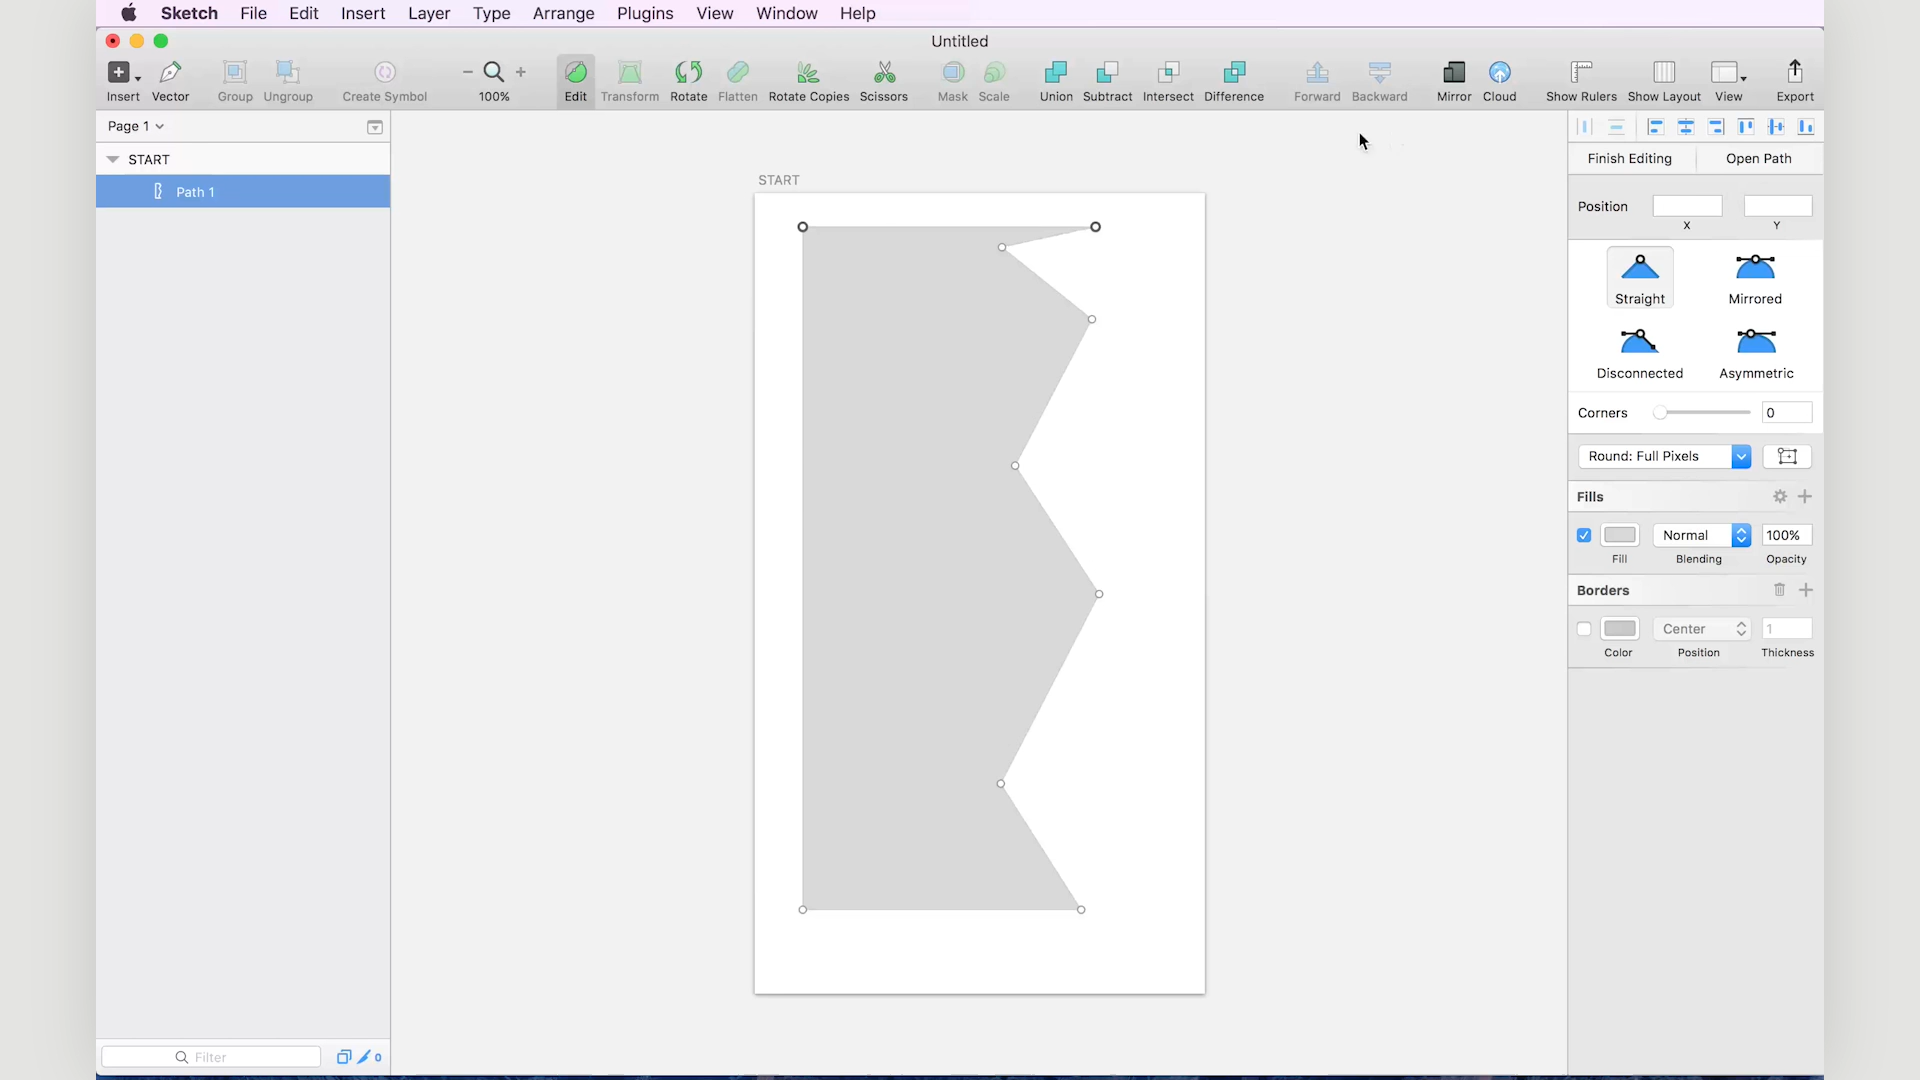 Sketch File Edit Insert Layer Type Arrange Plugins View Window Help
Untitled
Insert Vector Group Ungroup Create Symbol 100% Edit Transform Rotate Flatten Rotate Copies Scissors Mask Scale Union Subtract Intersect Difference Forward Backward Mirror Cloud Show Rulers Show Layout View Export
Page 1
START
Path 1
Filter
0
START
Finish Editing Open Path
Position
X Y
Straight Mirrored
Disconnected Asymmetric
Corners 0
Round: Full Pixels
Fills
Normal 100%
Fill Blending Opacity
Borders
Center 1
Color Position Thickness